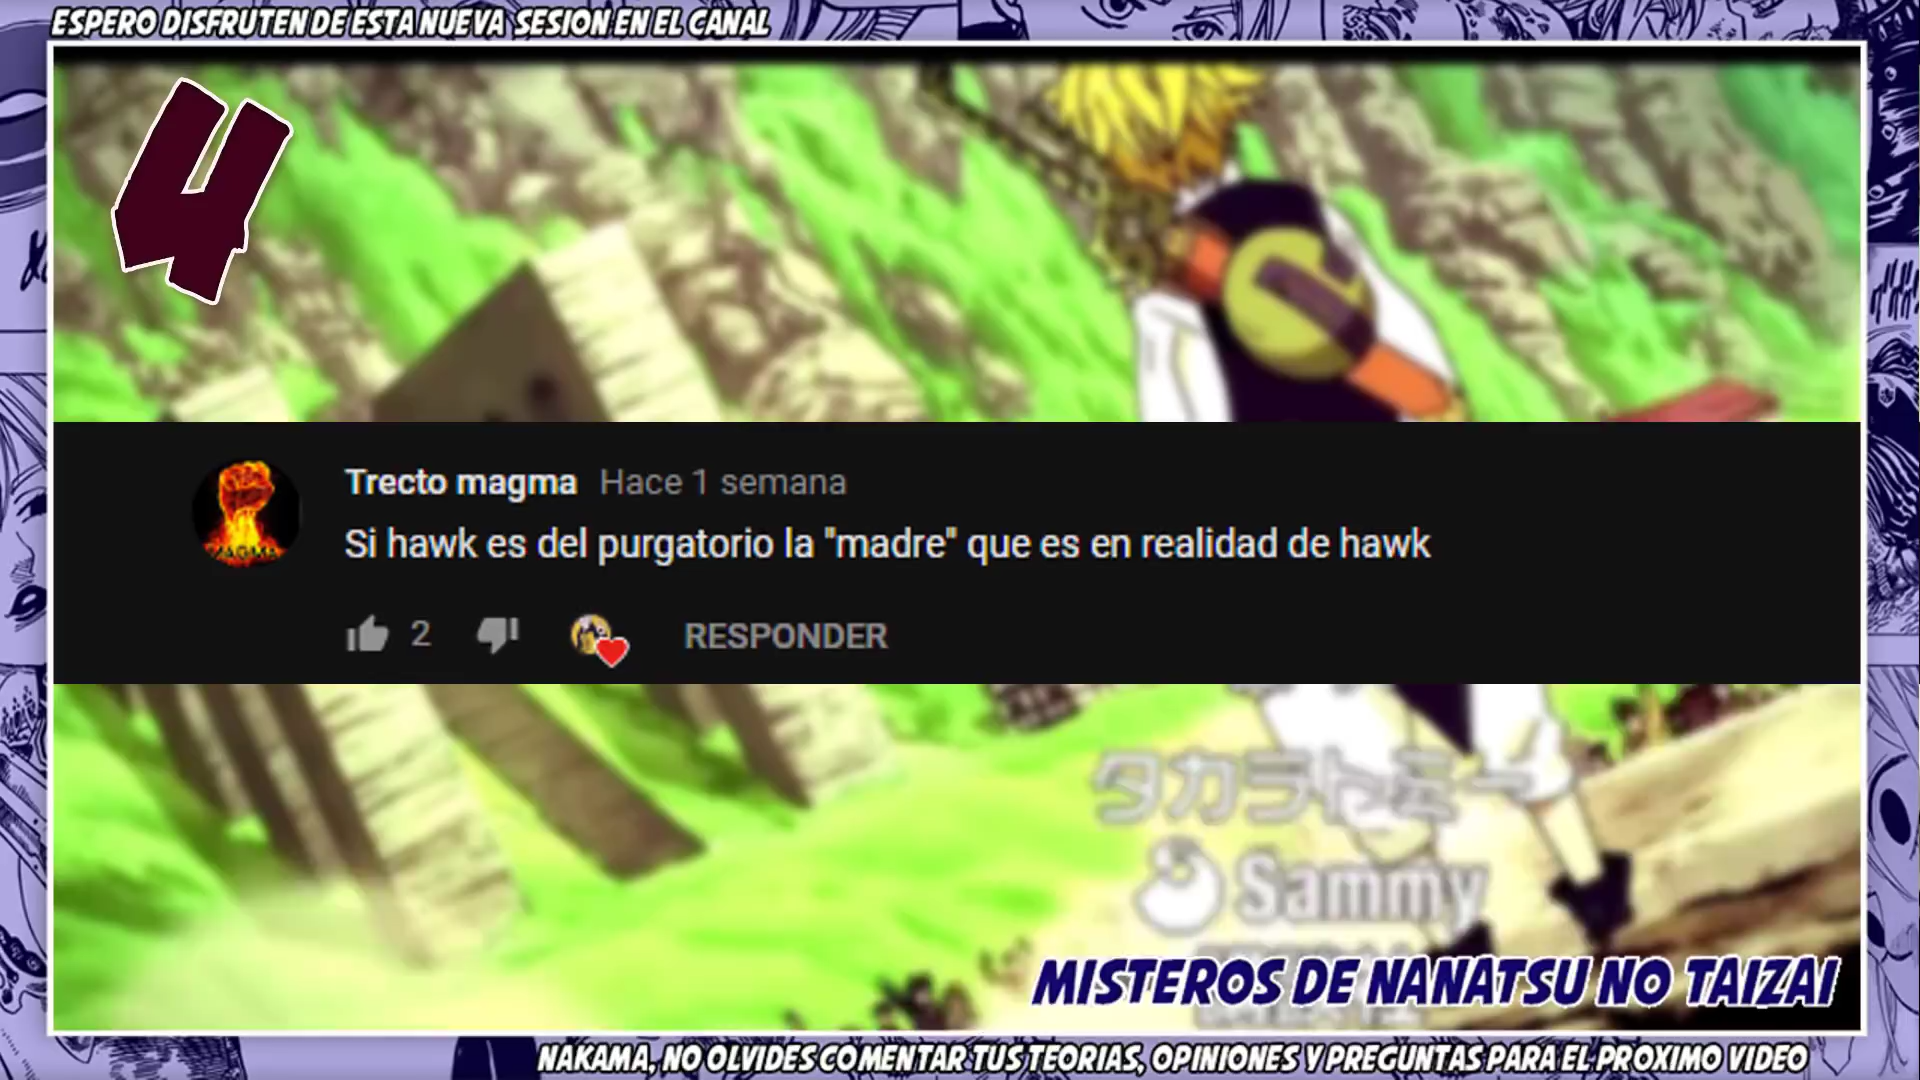 ESPERO DISFRUTEN DE ESTA NUEVA SESION EN EL CANAL
4
Trecto magma Hace 1 semana
Si hawk es del purgatorio la "madre" que es en realidad de hawk
2 RESPONDER
タカラトミー
Sammy
MISTEROS DE NANATSU NO TAIZAI
NAKAMA, NO OLVIDES COMENTAR TUS TEORIAS, OPINIONES Y PREGUNTAS PARA EL PROXIMO VIDEO